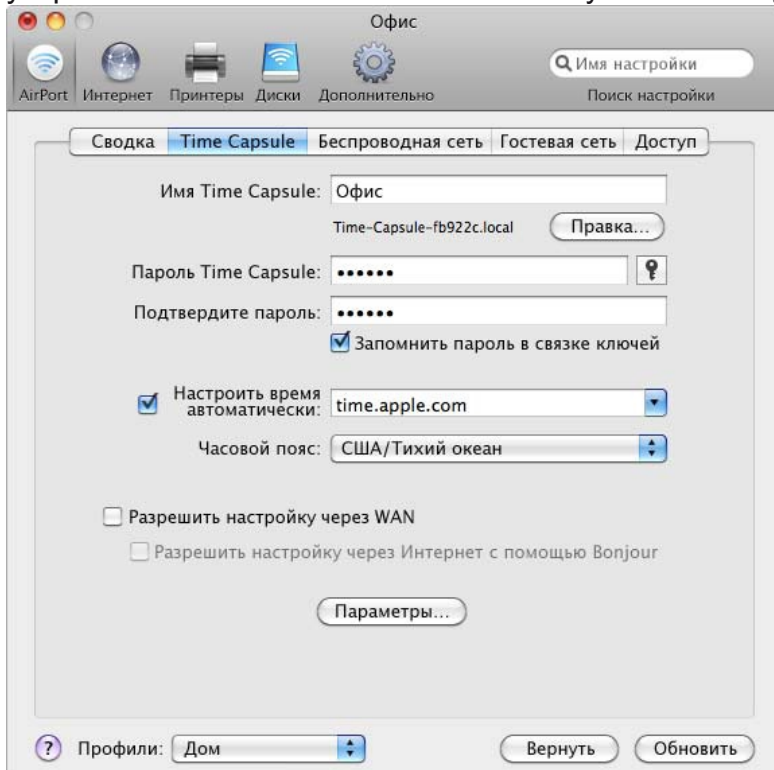 Офис
Имя настройки
AirPort Интернет Принтеры Диски Дополнительно Поиск настройки
Сводка Time Capsule Беспроводная сеть Гостевая сеть Доступ
Имя Time Capsule: Офис
Time-Capsule-fb922c.local Правка...
Пароль Time Capsule: ••••••
Подтвердите пароль: ••••••
Запомнить пароль в связке ключей
Настроить время
автоматически: time.apple.com
Часовой пояс: США/Тихий океан
Разрешить настройку через WAN
Разрешить настройку через Интернет с помощью Bonjour
Параметры...
? Профили: Дом Вернуть Обновить